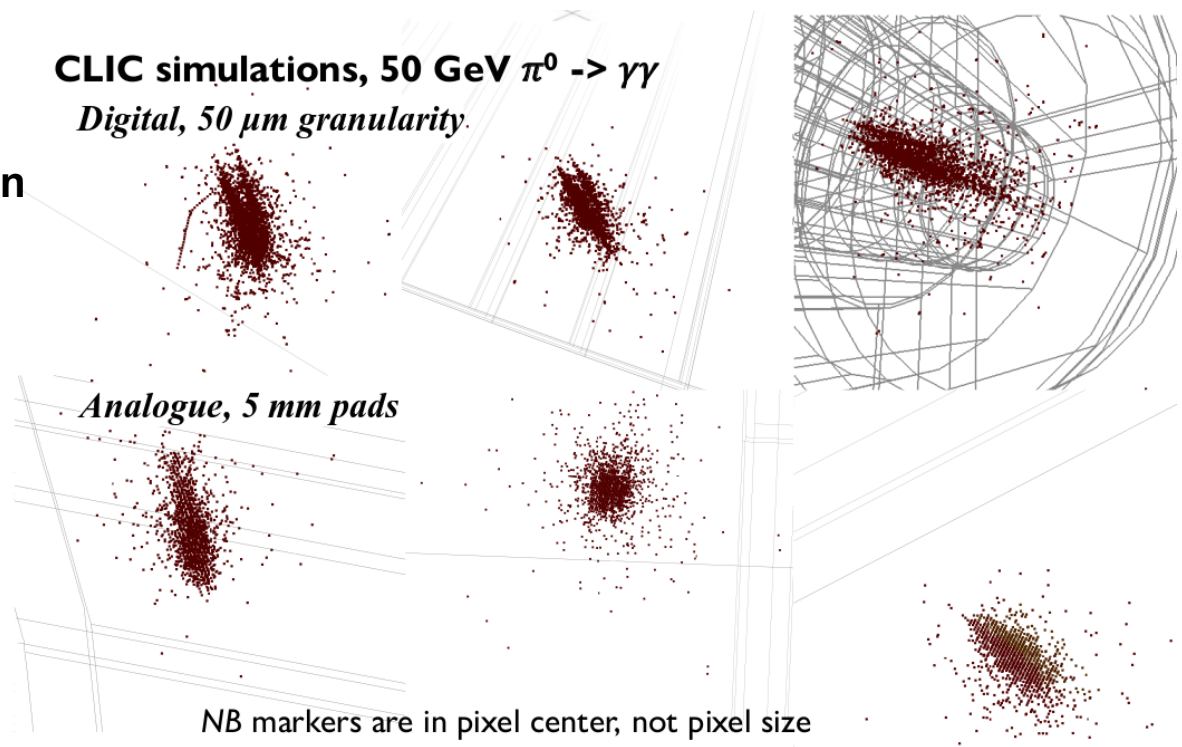 CLIC simulations, 50 GeV π⁰ -> γγ
Digital, 50 μm granularity
n
Analogue, 5 mm pads
NB markers are in pixel center, not pixel size